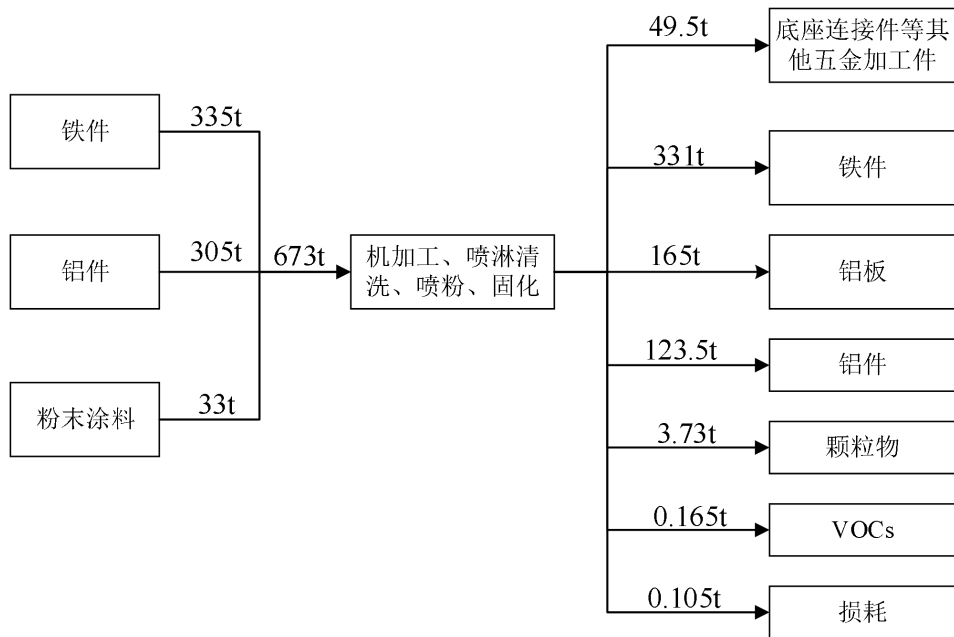 49.5t
底座连接件等其
他五金加工件
铁件
335t
331t
铁件
铝件
305t
673t
机加工、喷淋清
洗、喷粉、固化
165t
铝板
123.5t
铝件
粉末涂料
33t
3.73t
颗粒物
0.165t
VOCs
0.105t
损耗